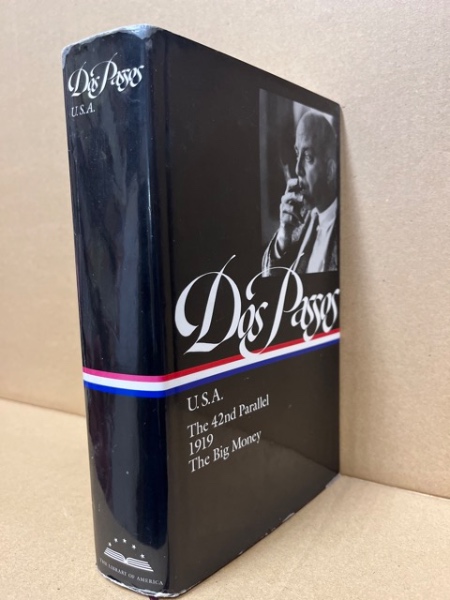 Dos Passos
U.S.A.
THE LIBRARY OF AMERICA
Dos Passos
U.S.A.
The 42nd Parallel
1919
The Big Money